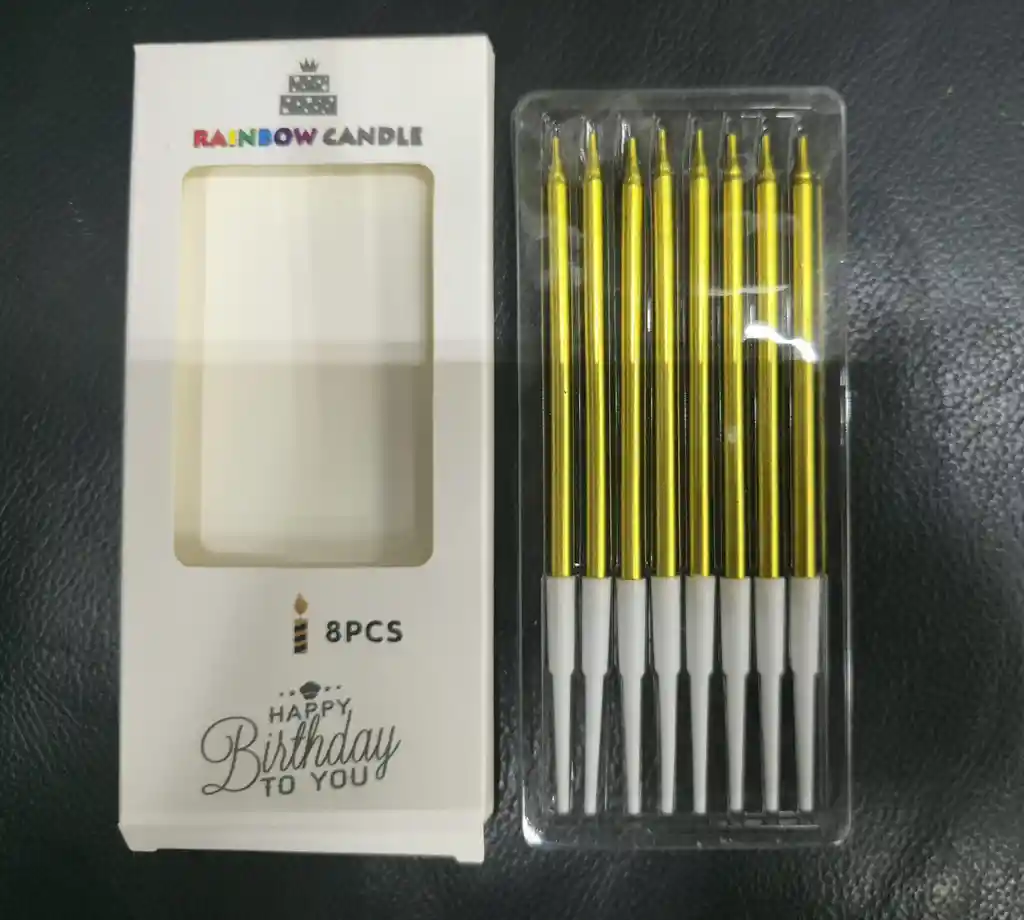 RAINBOW CANDLE
8PCS
HAPPY
Birthday
TO YOU